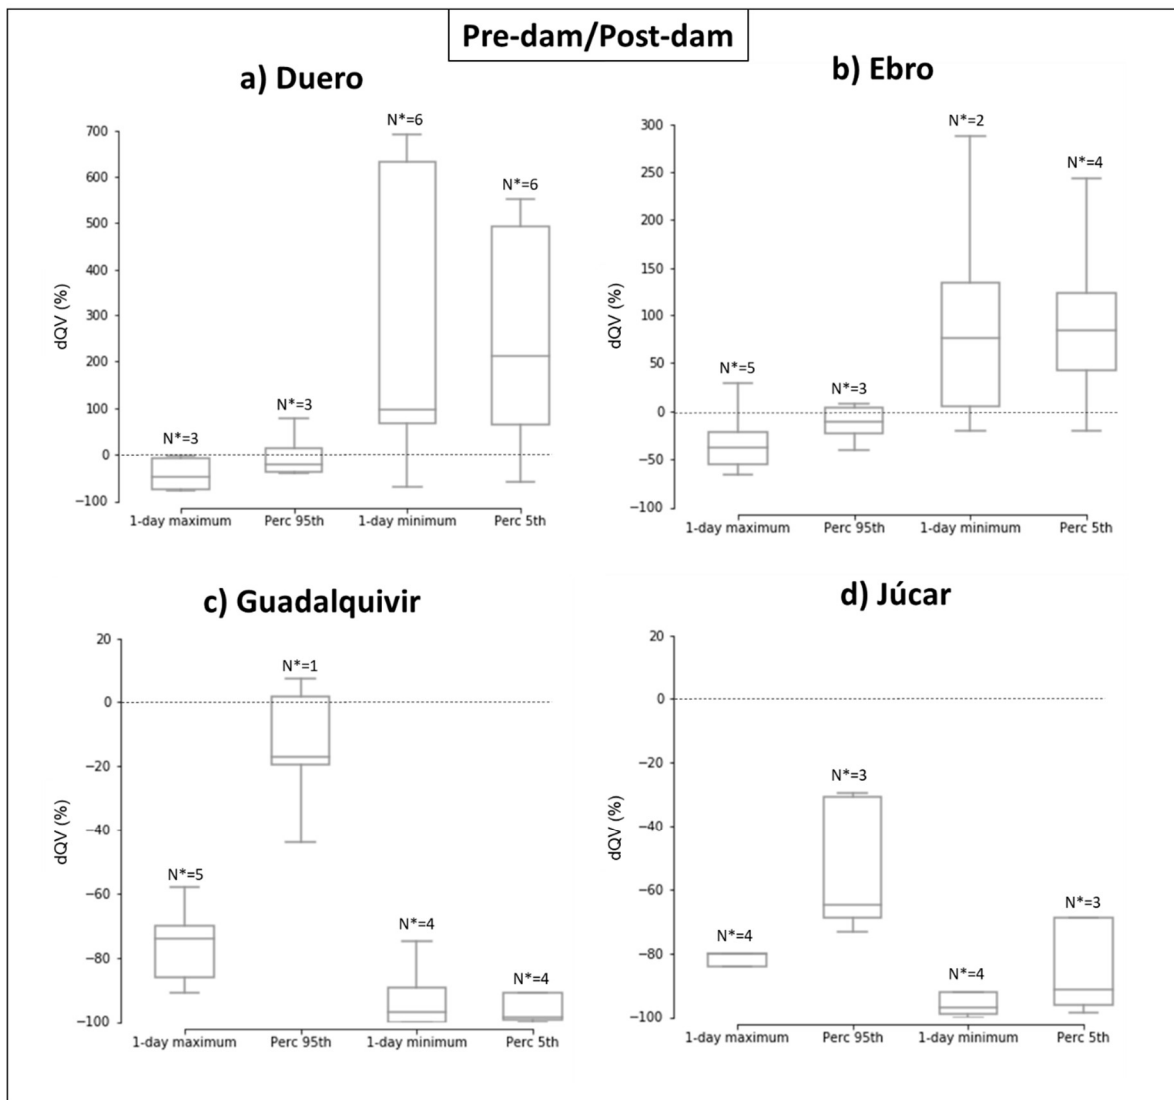 Pre-dam/Post-dam
a) Duero
N*=6
700
600
N*=6
500
400
dQV (%)
300
200
N*=3
100
N*=3
0
−100
1-day maximum Perc 95th 1-day minimum Perc 5th
b) Ebro
300
N*=2
250
N*=4
200
150
dQV (%)
100
50
N*=5
N*=3
0
−50
−100
1-day maximum Perc 95th 1-day minimum Perc 5th
c) Guadalquivir
20
N*=1
0
−20
−40
dQV (%)
−60
N*=5
−80
N*=4
N*=4
−100
1-day maximum Perc 95th 1-day minimum Perc 5th
d) Júcar
20
0
−20
N*=3
−40
dQV (%)
−60
N*=3
N*=4
−80
N*=4
−100
1-day maximum Perc 95th 1-day minimum Perc 5th